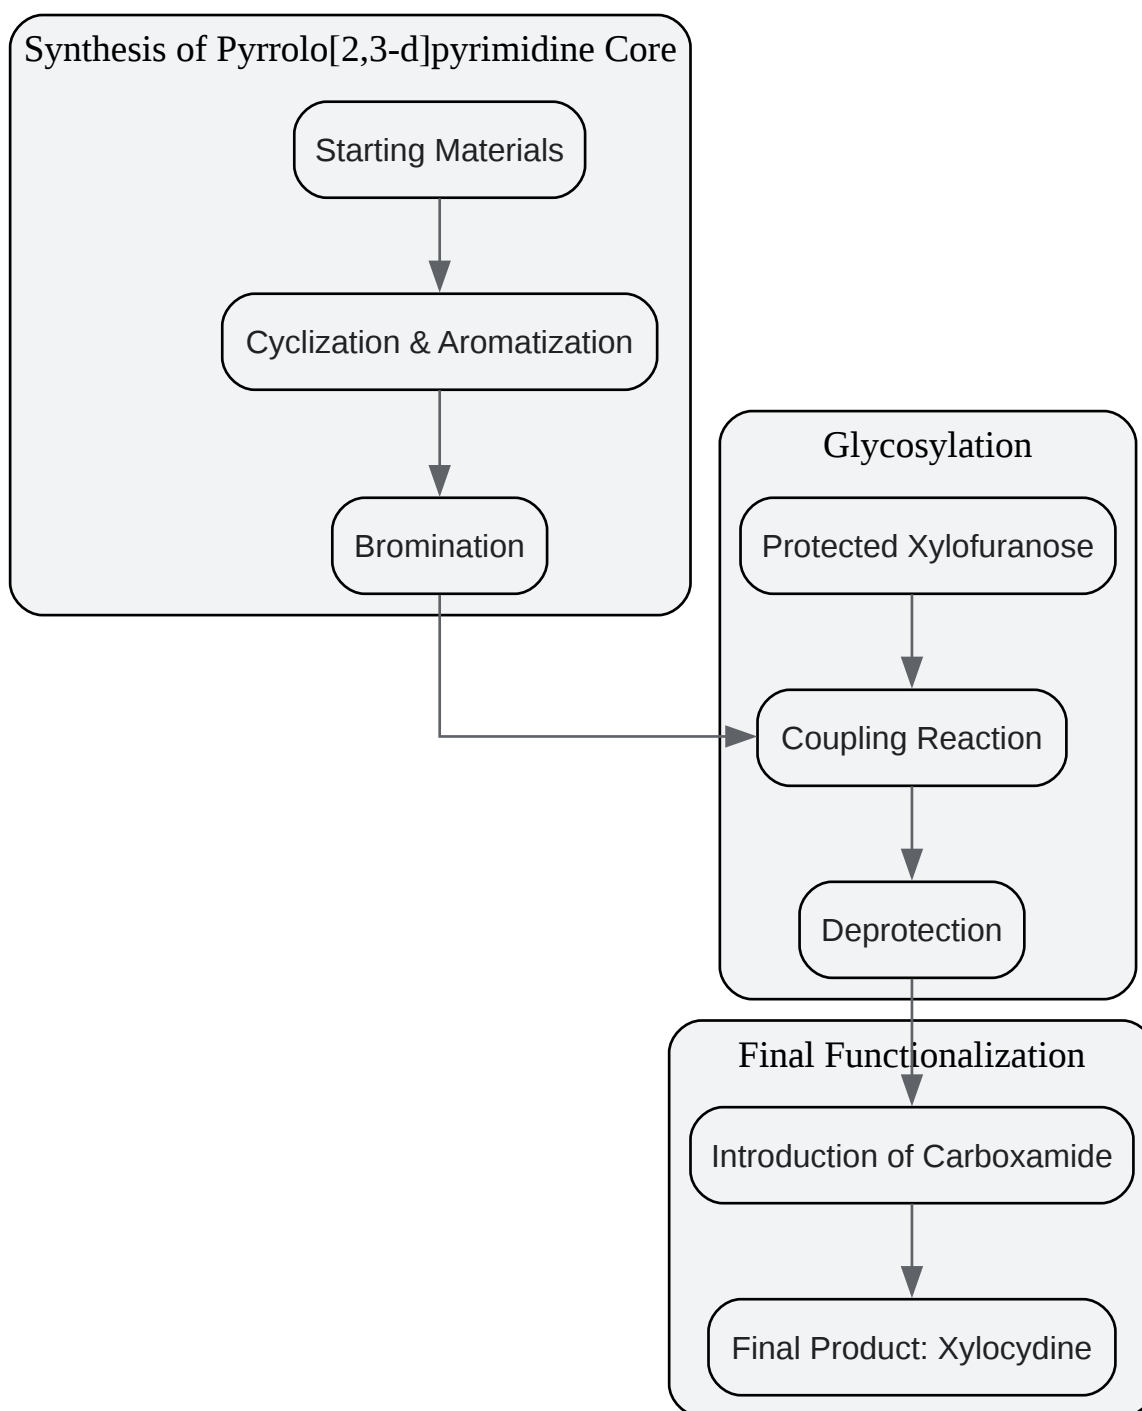 Synthesis of Pyrrolo[2,3-d]pyrimidine Core
Starting Materials
Cyclization & Aromatization
Bromination
Glycosylation
Protected Xylofuranose
Coupling Reaction
Deprotection
Final Functionalization
Introduction of Carboxamide
Final Product: Xylocydine